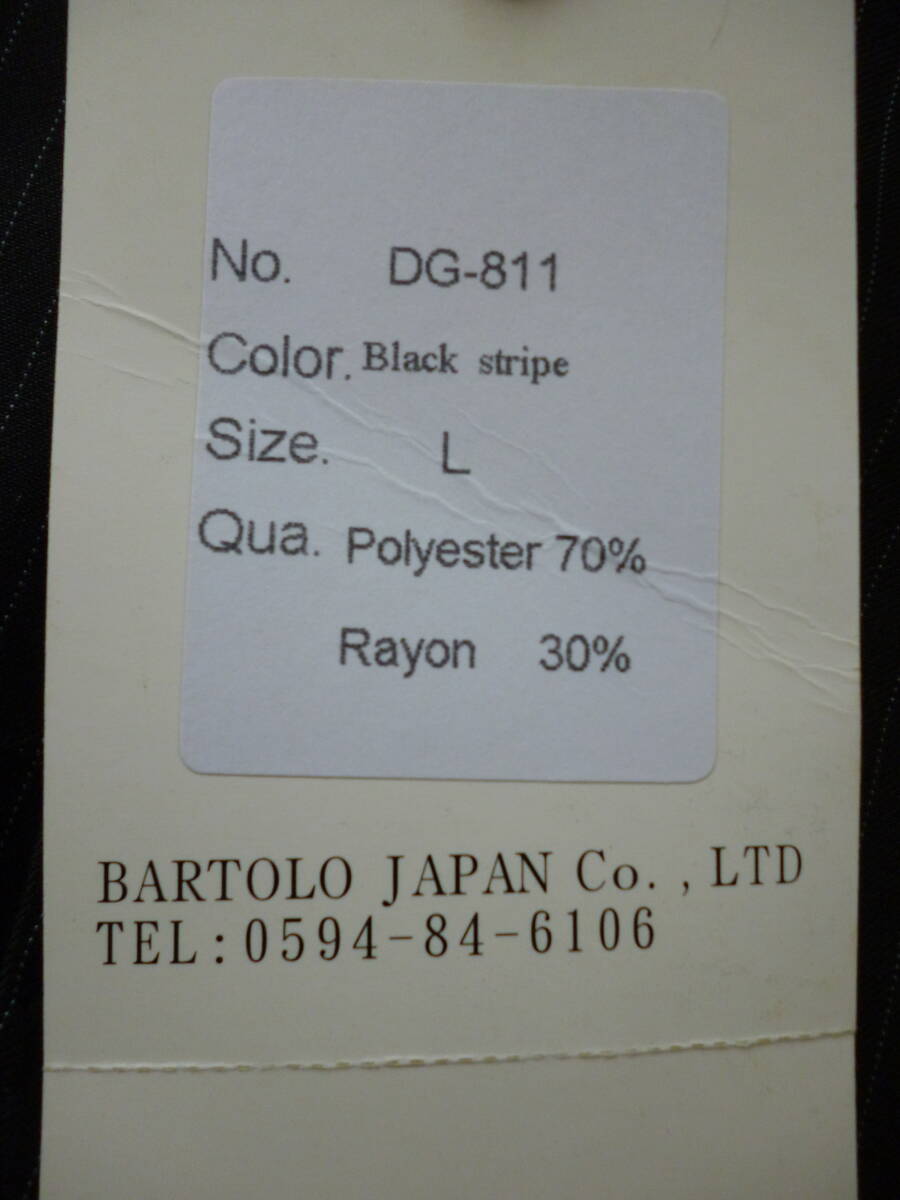 No. DG-811
Color. Black stripe
Size. L
Qua. Polyester 70%
Rayon 30%
BARTOLO JAPAN Co., LTD
TEL:0594-84-6106